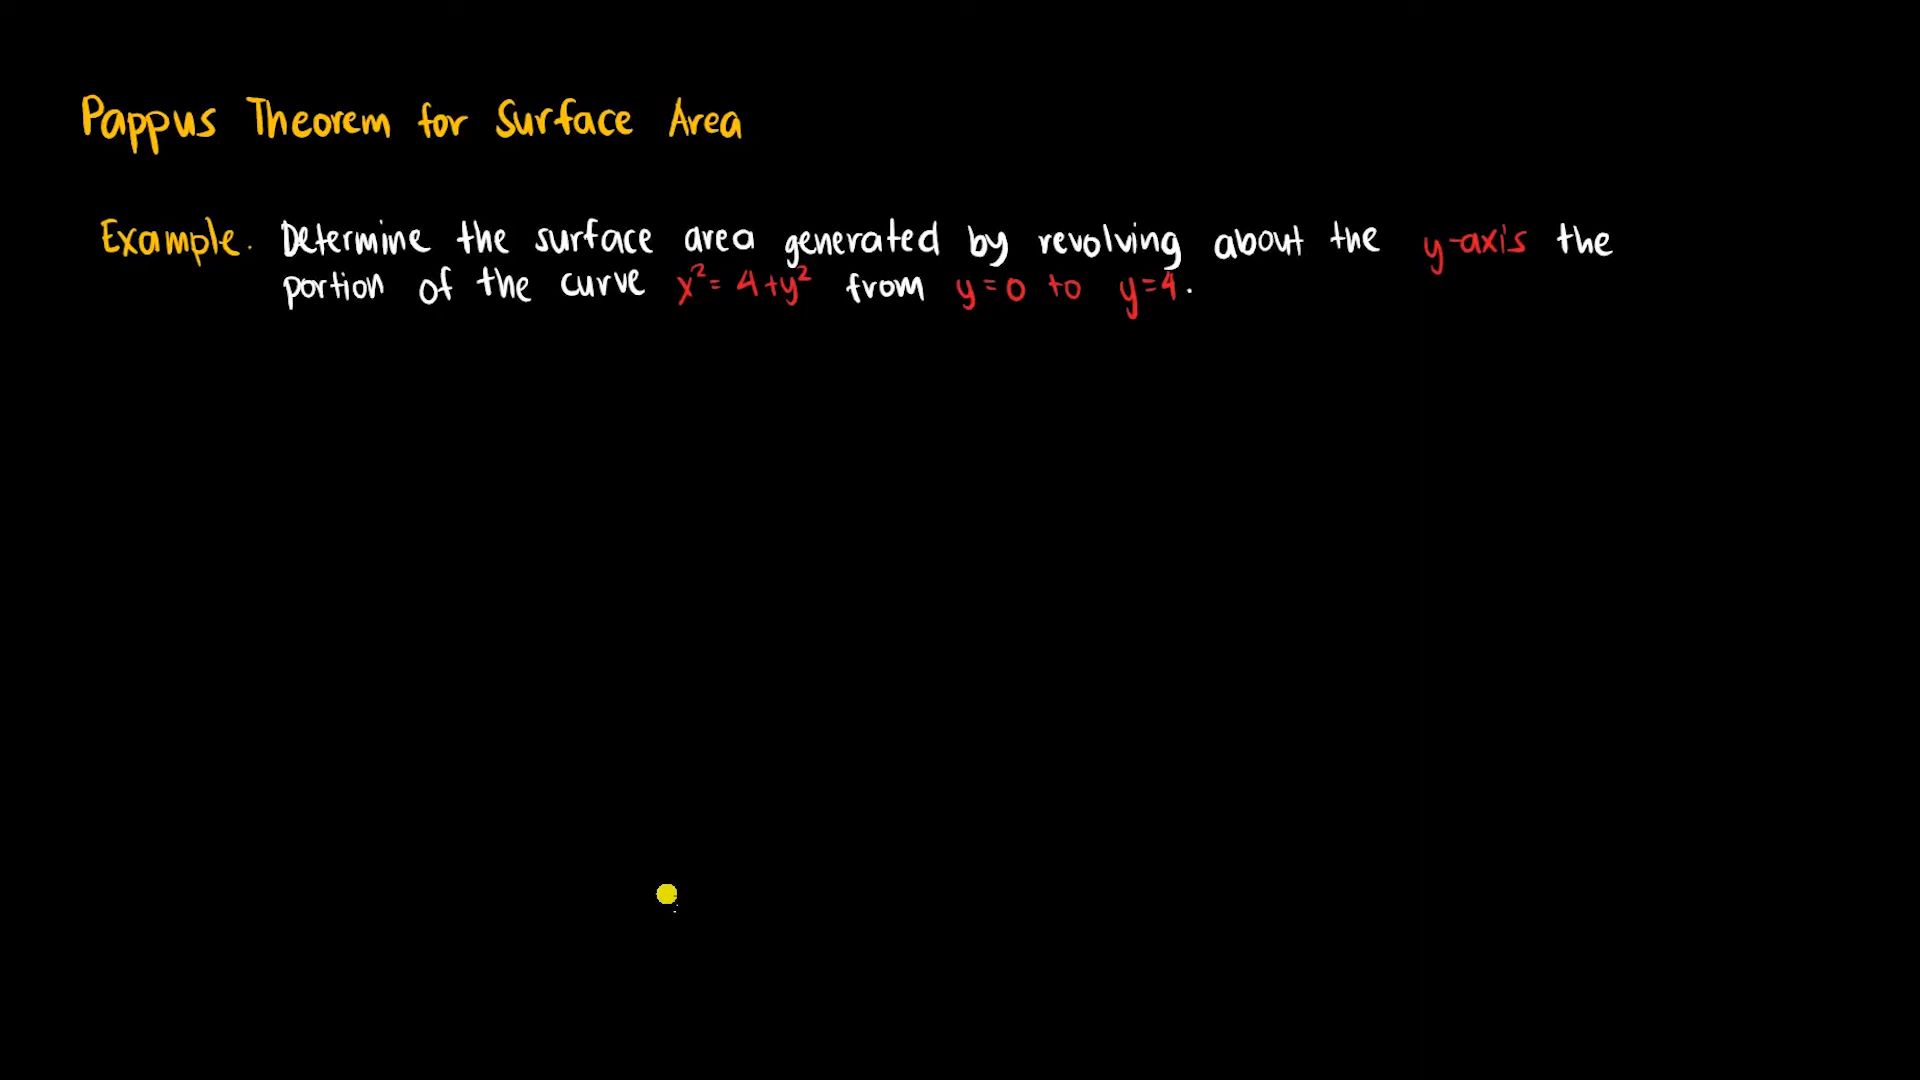 Pappus Theorem for Surface Area
Example. Determine the surface area generated by revolving about the y-axis the
portion of the curve x² = 4+y² from y=0 to y=4.